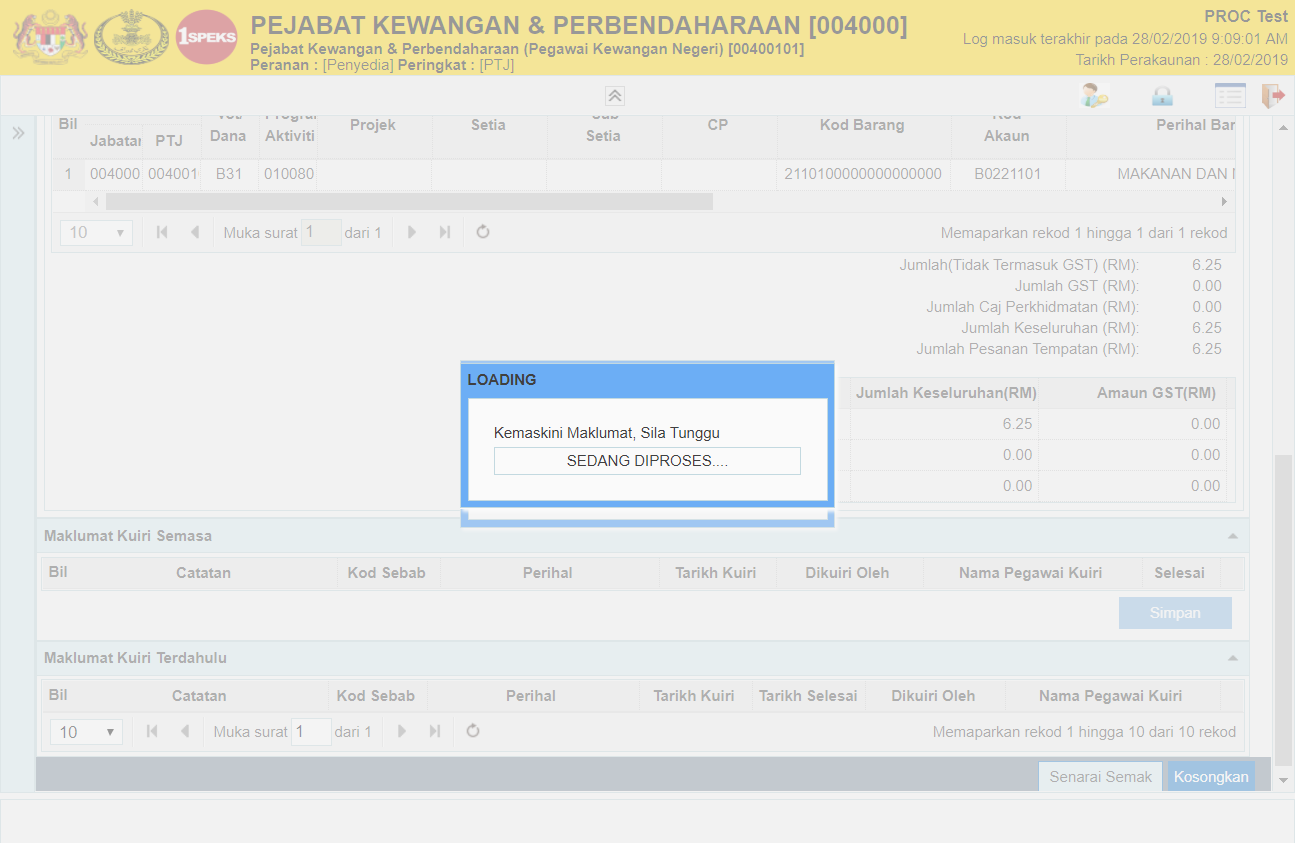 PEJABAT KEWANGAN & PERBENDAHARAAN [004000]
Pejabat Kewangan & Perbendaharaan (Pegawai Kewangan Negeri) [00400101]
Peranan : [Penyedia] Peringkat : [PTJ]
1SPEKS
PROC Test
Log masuk terakhir pada 28/02/2019 9:09:01 AM
Tarikh Perakaunan : 28/02/2019
Bil Jabatan PTJ Dana Aktiviti Projek Setia Sub Setia CP Kod Barang Kod Akaun Perihal Bar
1 004000 004001 B31 010080 2110100000000000000 B0221101 MAKANAN DAN
10 Muka surat 1 dari 1 Memaparkan rekod 1 hingga 1 dari 1 rekod
Jumlah(Tidak Termasuk GST) (RM): 6.25
Jumlah GST (RM): 0.00
Jumlah Caj Perkhidmatan (RM): 0.00
Jumlah Keseluruhan (RM): 6.25
Jumlah Pesanan Tempatan (RM): 6.25
LOADING
Kemaskini Maklumat, Sila Tunggu
SEDANG DIPROSES....
Jumlah Keseluruhan(RM) Amaun GST(RM)
6.25 0.00
0.00 0.00
0.00 0.00
Maklumat Kuiri Semasa
Bil Catatan Kod Sebab Perihal Tarikh Kuiri Dikuiri Oleh Nama Pegawai Kuiri Selesai
Simpan
Maklumat Kuiri Terdahulu
Bil Catatan Kod Sebab Perihal Tarikh Kuiri Tarikh Selesai Dikuiri Oleh Nama Pegawai Kuiri
10 Muka surat 1 dari 1 Memaparkan rekod 1 hingga 10 dari 10 rekod
Senarai Semak Kosongkan